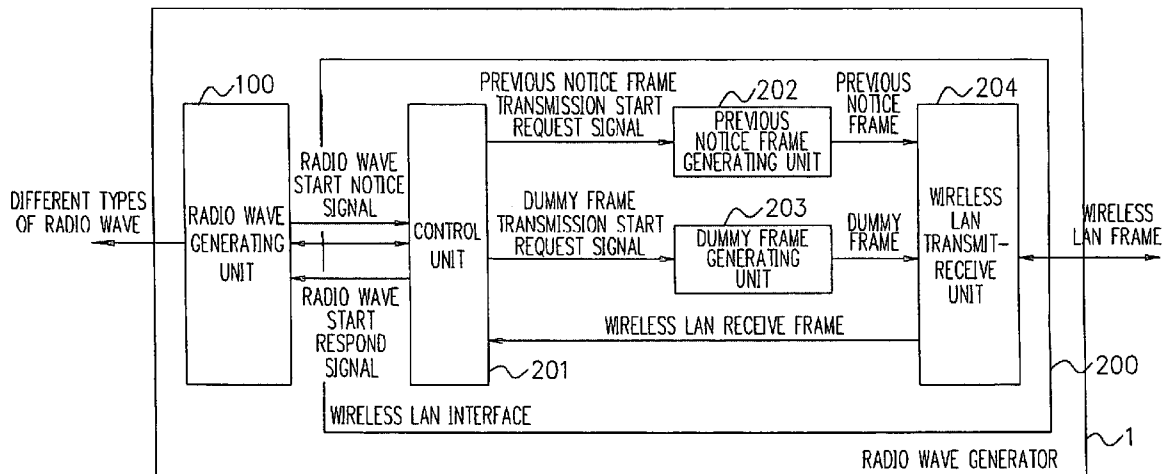 100
PREVIOUS NOTICE FRAME
TRANSMISSION START
REQUEST SIGNAL
202
PREVIOUS
NOTICE FRAME
GENERATING UNIT
PREVIOUS
NOTICE
FRAME
204
DIFFERENT TYPES
OF RADIO WAVE
RADIO WAVE
GENERATING
UNIT
RADIO WAVE
START NOTICE
SIGNAL
CONTROL
UNIT
DUMMY FRAME
TRANSMISSION START
REQUEST SIGNAL
203
DUMMY FRAME
GENERATING
UNIT
DUMMY
FRAME
WIRELESS
LAN
TRANSMIT-
RECEIVE
UNIT
WIRELESS
LAN FRAME
RADIO WAVE
START
RESPOND
SIGNAL
WIRELESS LAN RECEIVE FRAME
201
200
WIRELESS LAN INTERFACE
1
RADIO WAVE GENERATOR